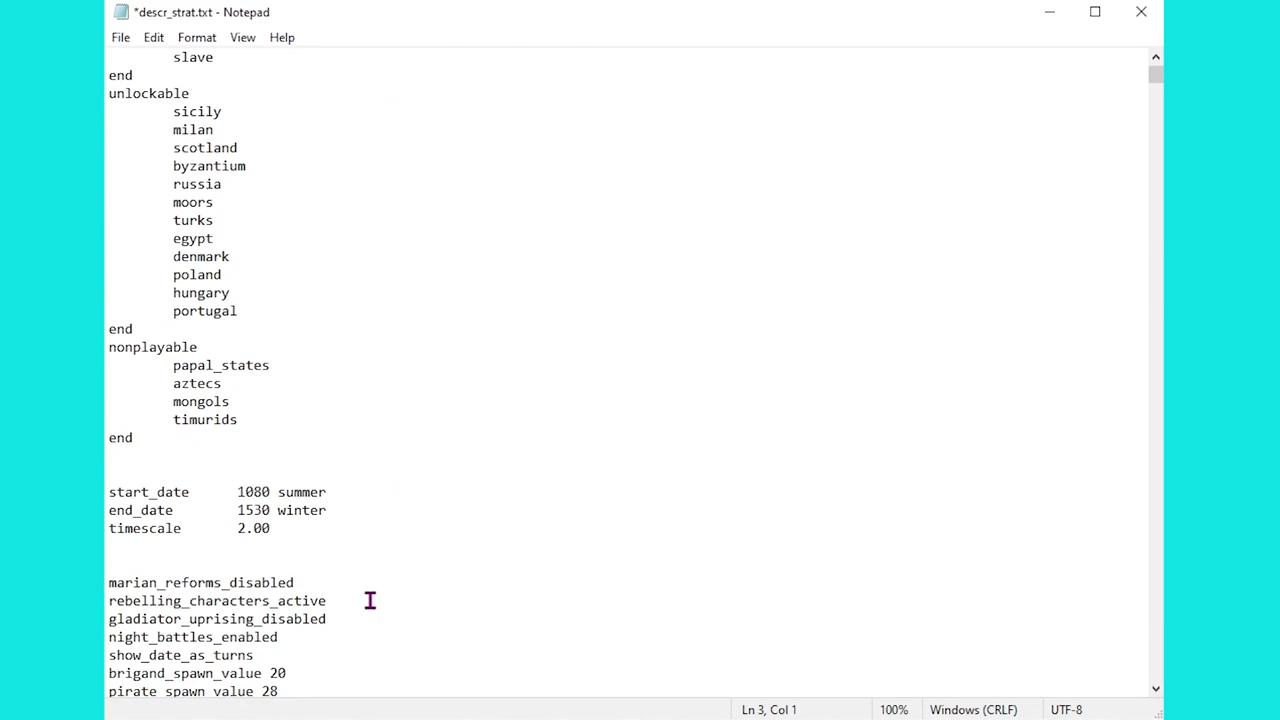 *descr_strat.txt - Notepad
File Edit Format View Help
slave
end
unlockable
sicily
milan
scotland
byzantium
russia
moors
turks
egypt
denmark
poland
hungary
portugal
end
nonplayable
papal_states
aztecs
mongols
timurids
end
start_date 1080 summer
end_date 1530 winter
timescale 2.00
marian_reforms_disabled
rebelling_characters_active
gladiator_uprising_disabled
night_battles_enabled
show_date_as_turns
brigand_spawn_value 20
pirate_spawn_value 28
Ln 3, Col 1 100% Windows (CRLF) UTF-8